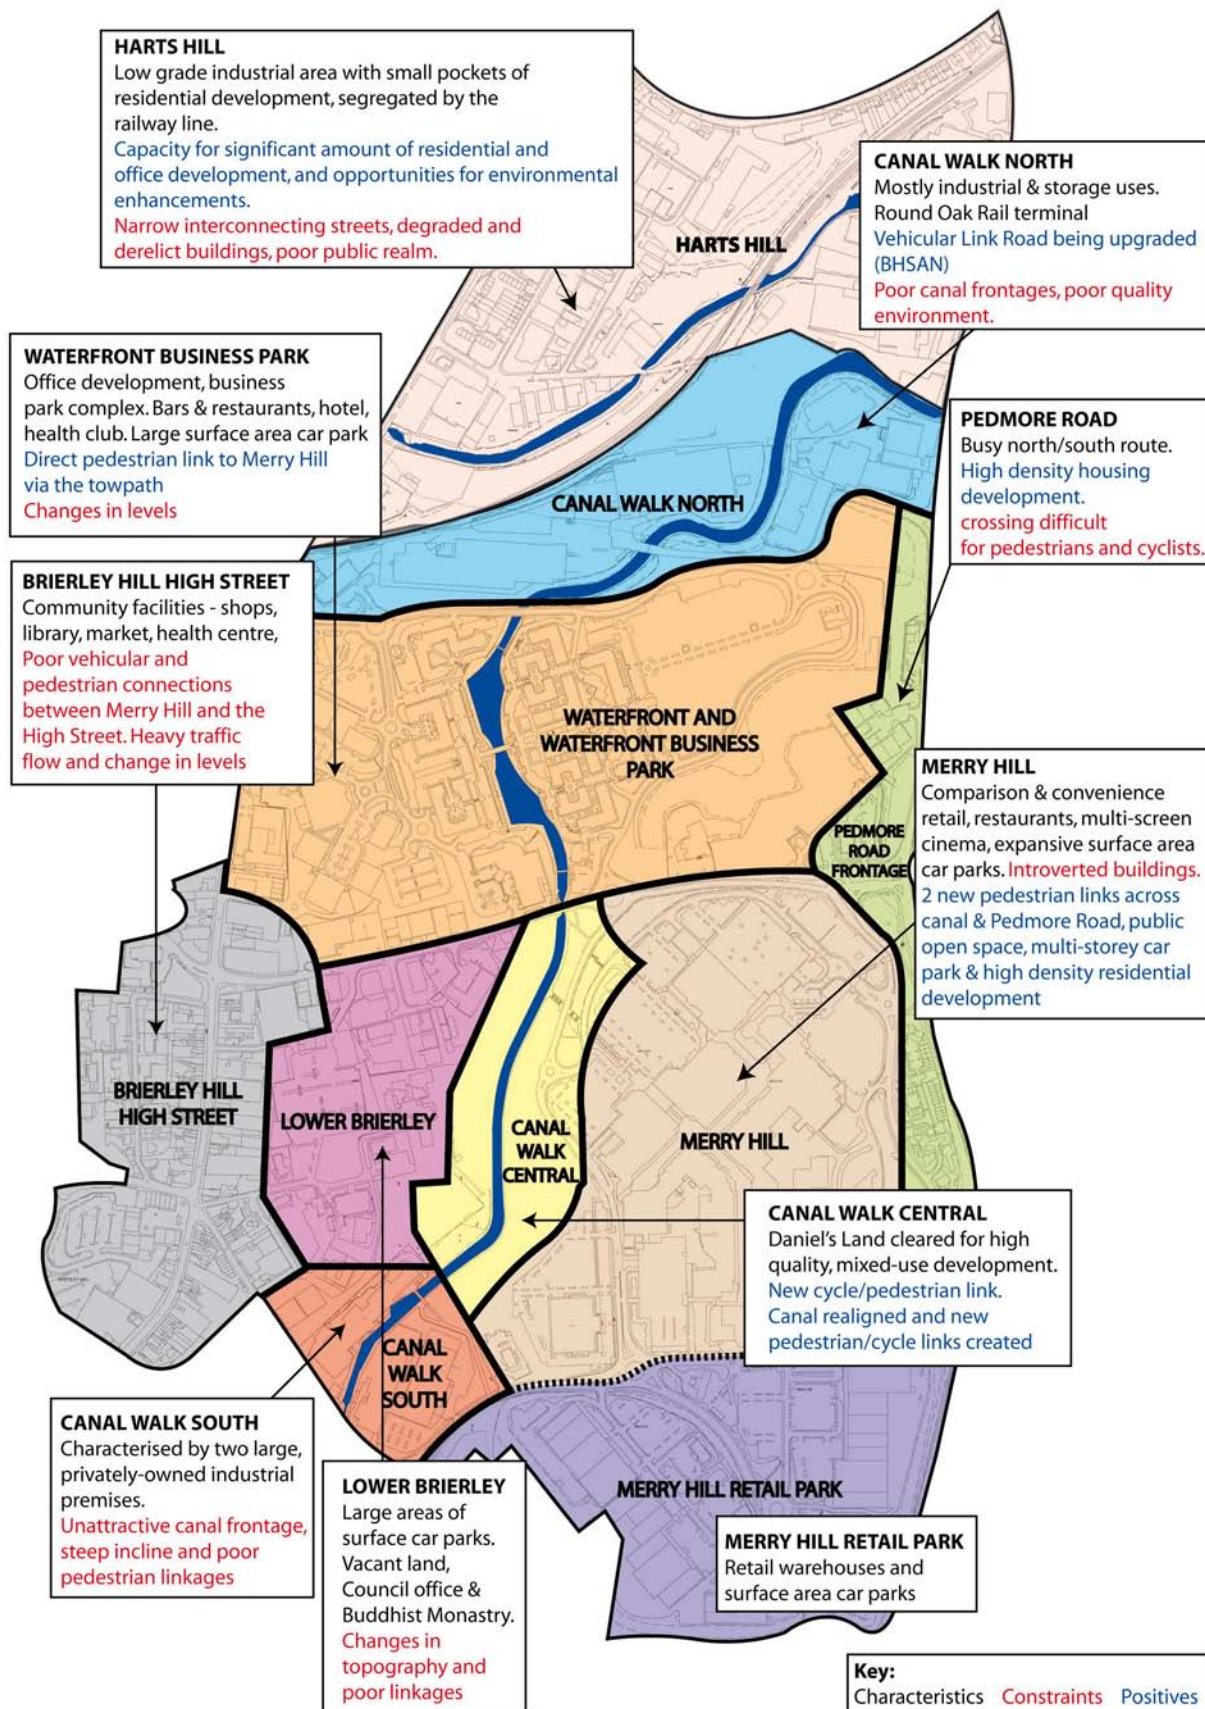 HARTS HILL
Low grade industrial area with small pockets of
residential development, segregated by the
railway line.
Capacity for significant amount of residential and
office development, and opportunities for environmental
enhancements.
Narrow interconnecting streets, degraded and
derelict buildings, poor public realm.
CANAL WALK NORTH
Mostly industrial & storage uses.
Round Oak Rail terminal
Vehicular Link Road being upgraded
(BHSAN)
Poor canal frontages, poor quality
environment.
HARTS HILL
WATERFRONT BUSINESS PARK
Office development, business
park complex. Bars & restaurants, hotel,
health club. Large surface area car park
Direct pedestrian link to Merry Hill
via the towpath
Changes in levels
PEDMORE ROAD
Busy north/south route.
High density housing
development.
crossing difficult
for pedestrians and cyclists.
CANAL WALK NORTH
BRIERLEY HILL HIGH STREET
Community facilities - shops,
library, market, health centre,
Poor vehicular and
pedestrian connections
between Merry Hill and the
High Street. Heavy traffic
flow and change in levels
WATERFRONT AND
WATERFRONT BUSINESS
PARK
MERRY HILL
Comparison & convenience
retail, restaurants, multi-screen
cinema, expansive surface area
car parks. Introverted buildings.
2 new pedestrian links across
canal & Pedmore Road, public
open space, multi-storey car
park & high density residential
development
PEDMORE
ROAD
FRONTAGE
BRIERLEY HILL
HIGH STREET
LOWER BRIERLEY
CANAL
WALK
CENTRAL
MERRY HILL
CANAL WALK CENTRAL
Daniel's Land cleared for high
quality, mixed-use development.
New cycle/pedestrian link.
Canal realigned and new
pedestrian/cycle links created
CANAL
WALK
SOUTH
CANAL WALK SOUTH
Characterised by two large,
privately-owned industrial
premises.
Unattractive canal frontage,
steep incline and poor
pedestrian linkages
LOWER BRIERLEY
Large areas of
surface car parks.
Vacant land,
Council office &
Buddhist Monastry.
Changes in
topography and
poor linkages
MERRY HILL RETAIL PARK
MERRY HILL RETAIL PARK
Retail warehouses and
surface area car parks
Key:
Characteristics Constraints Positives